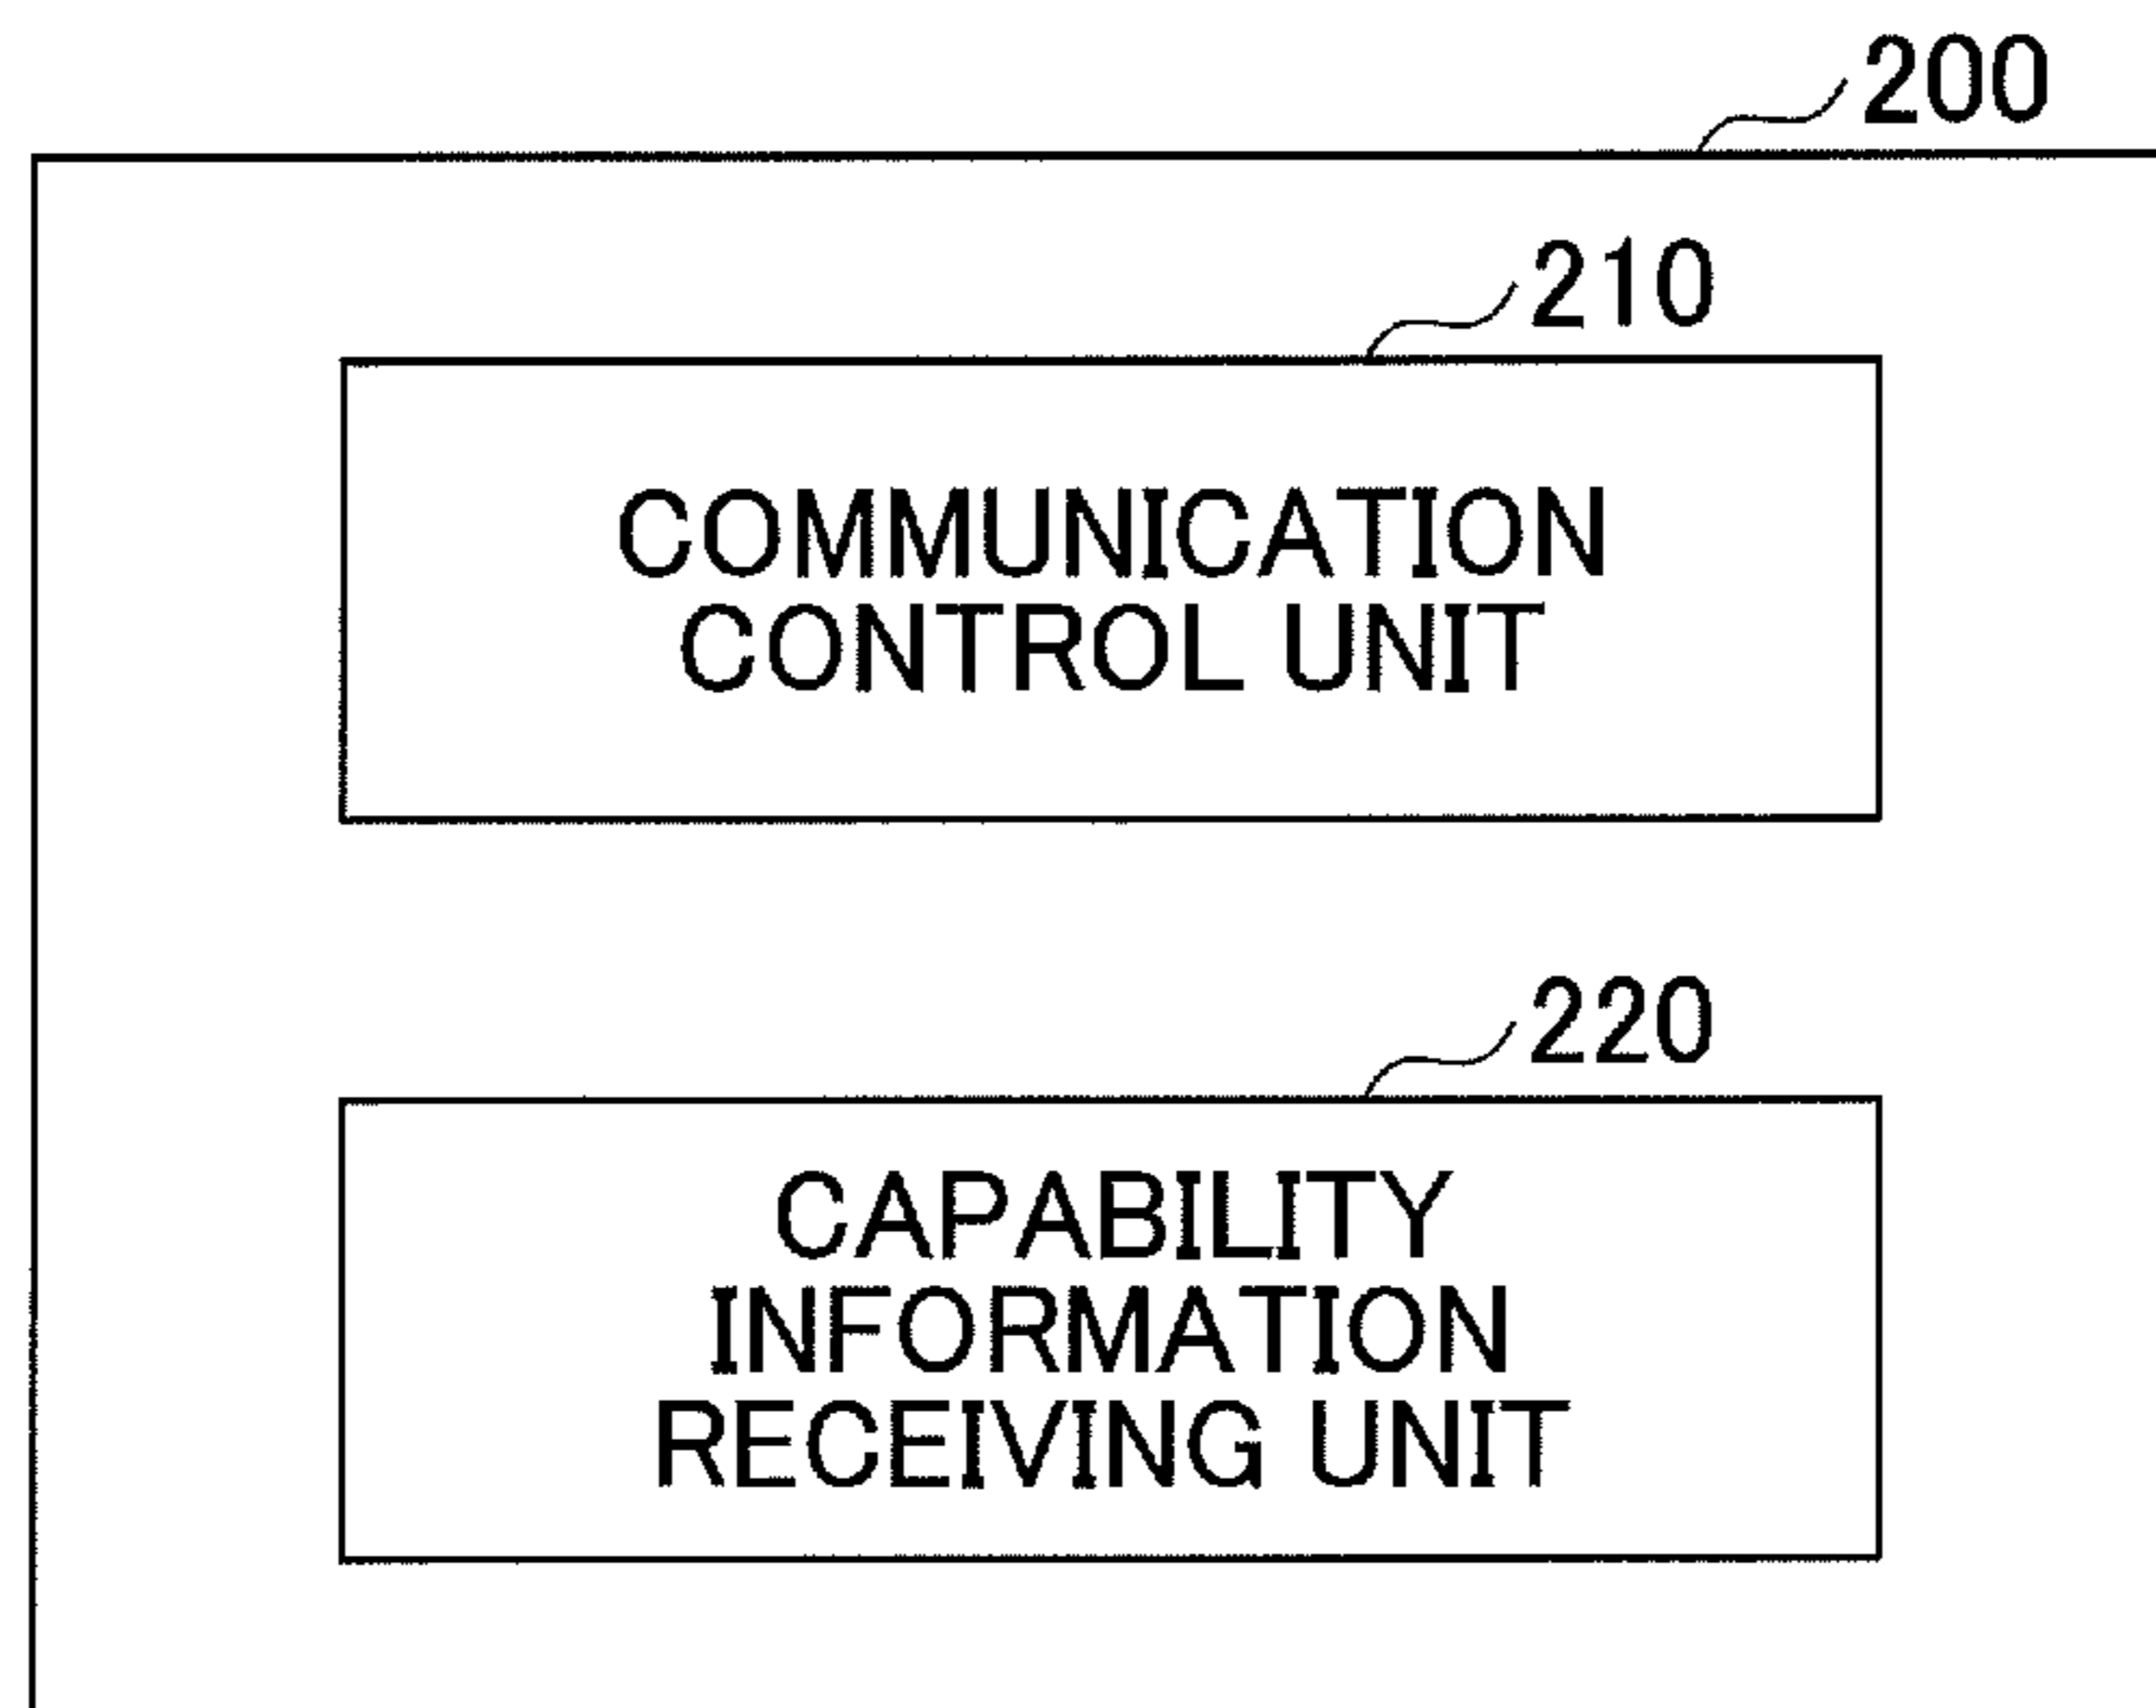 200
210
COMMUNICATION
CONTROL UNIT
220
CAPABILITY
INFORMATION
RECEIVING UNIT